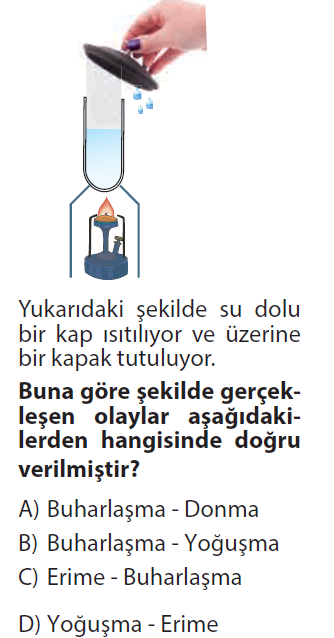 Yukarıdaki şekilde su dolu
bir kap ısıtılıyor ve üzerine
bir kapak tutuluyor.
Buna göre şekilde gerçek-
leşen olaylar aşağıdaki-
lerden hangisinde doğru
verilmiştir?
A) Buharlaşma - Donma
B) Buharlaşma - Yoğuşma
C) Erime - Buharlaşma
D) Yoğuşma - Erime